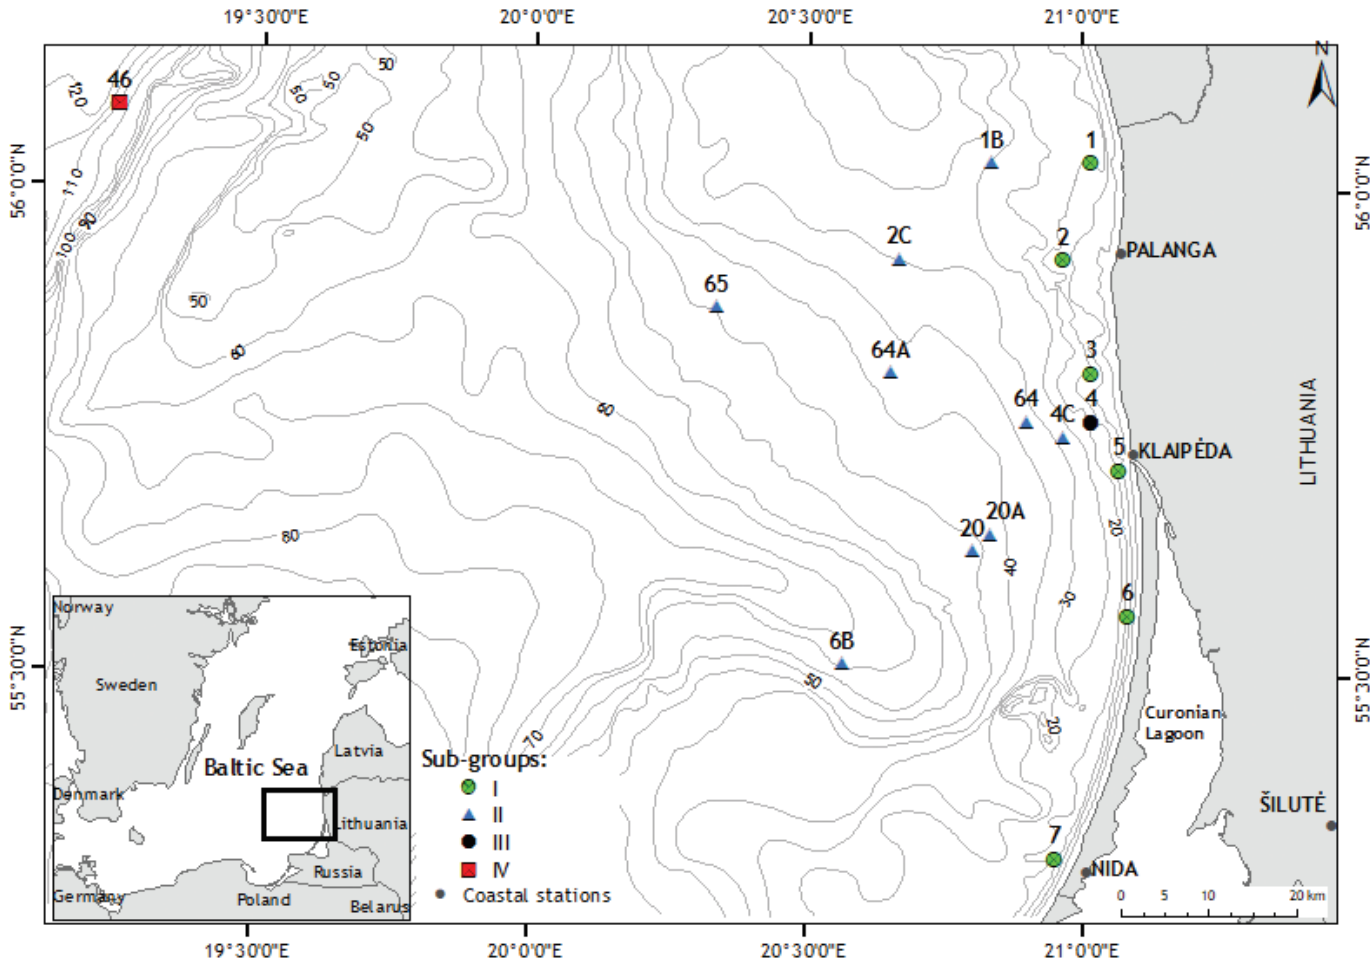 19°30'0"E
20°0'0"E
20°30'0"E
21°0'0"E
N
46
50
50
50
120
50
1B
1
56°0'0"N
56°0'0"N
110
90
100
2
2C
PALANGA
65
50
60
3
64A
60
64
4C
4
5
KLAIPĖDA
LITHUANIA
20
20
20A
80
40
30
6
6B
50
55°30'0"N
55°30'0"N
20
70
Curonian
Lagoon
Norway
Estonia
Sweden
Latvia
Baltic Sea
Denmark
Lithuania
Russia
Germany
Poland
Belarus
Sub-groups:
I
II
III
IV
Coastal stations
ŠILUTĖ
7
NIDA
0 5 10 20 km
19°30'0"E
20°0'0"E
20°30'0"E
21°0'0"E